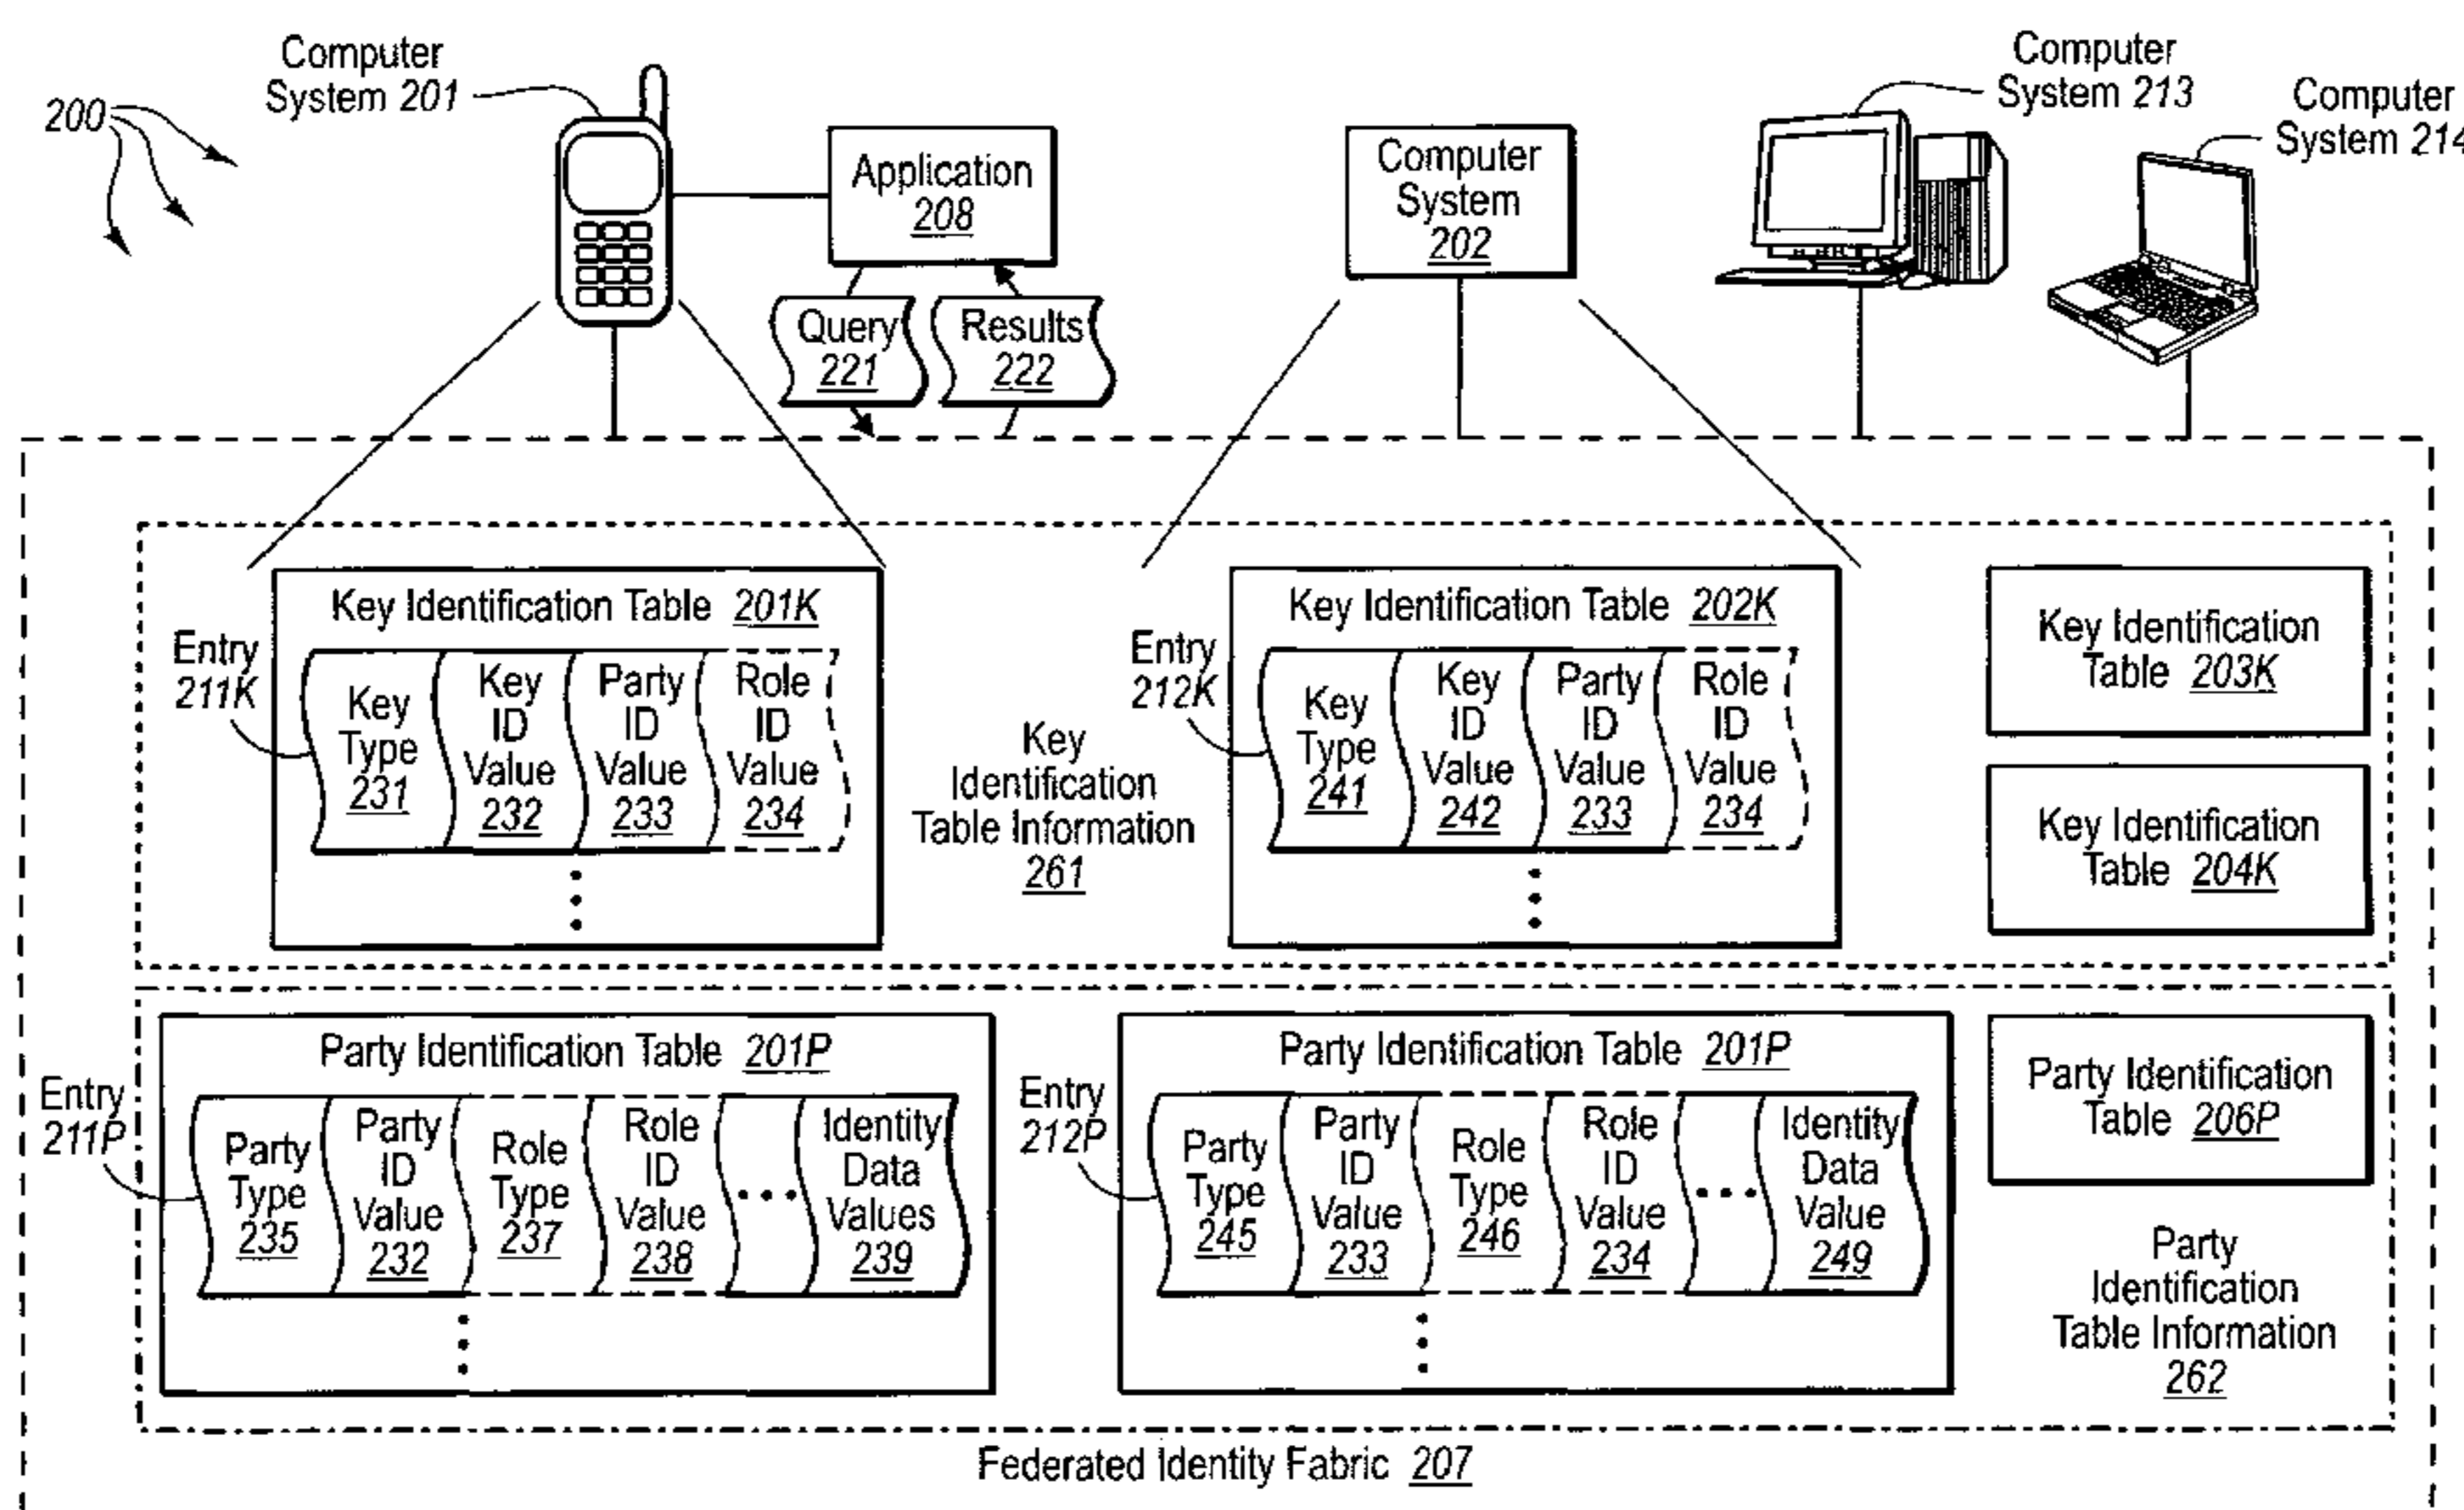 200
Computer
System 201
Application
208
Query
221
Results
222
Computer
System
202
Computer
System 213
Computer
System 214
Key Identification Table 201K
Entry
211K
Key
Type
231
Key
ID
Value
232
Party
ID
Value
233
Role
ID
Value
234
Key
Identification
Table Information
261
Key Identification Table 202K
Entry
212K
Key
Type
241
Key
ID
Value
242
Party
ID
Value
233
Role
ID
Value
234
Key Identification
Table 203K
Key Identification
Table 204K
Party Identification Table 201P
Entry
211P
Party
Type
235
Party
ID
Value
232
Role
Type
237
Role
ID
Value
238
Identity
Data
Values
239
Party Identification Table 201P
Entry
212P
Party
Type
245
Party
ID
Value
233
Role
Type
246
Role
ID
Value
234
Identity
Data
Value
249
Party Identification
Table 206P
Party
Identification
Table Information
262
Federated Identity Fabric 207